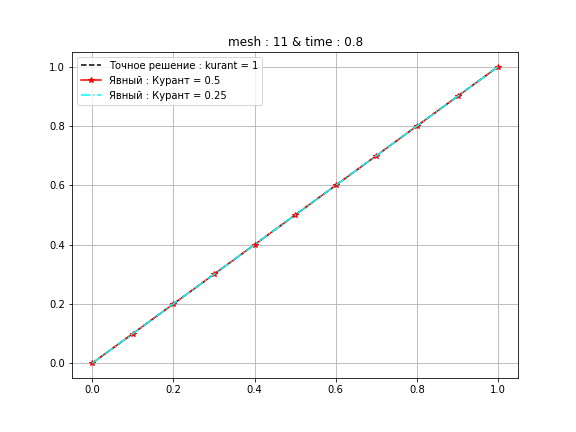 mesh : 11 & time : 0.8
Точное решение : kurant = 1
Явный : Курант = 0.5
Явный : Курант = 0.25
1.0
0.8
0.6
0.4
0.2
0.0
0.0 0.2 0.4 0.6 0.8 1.0